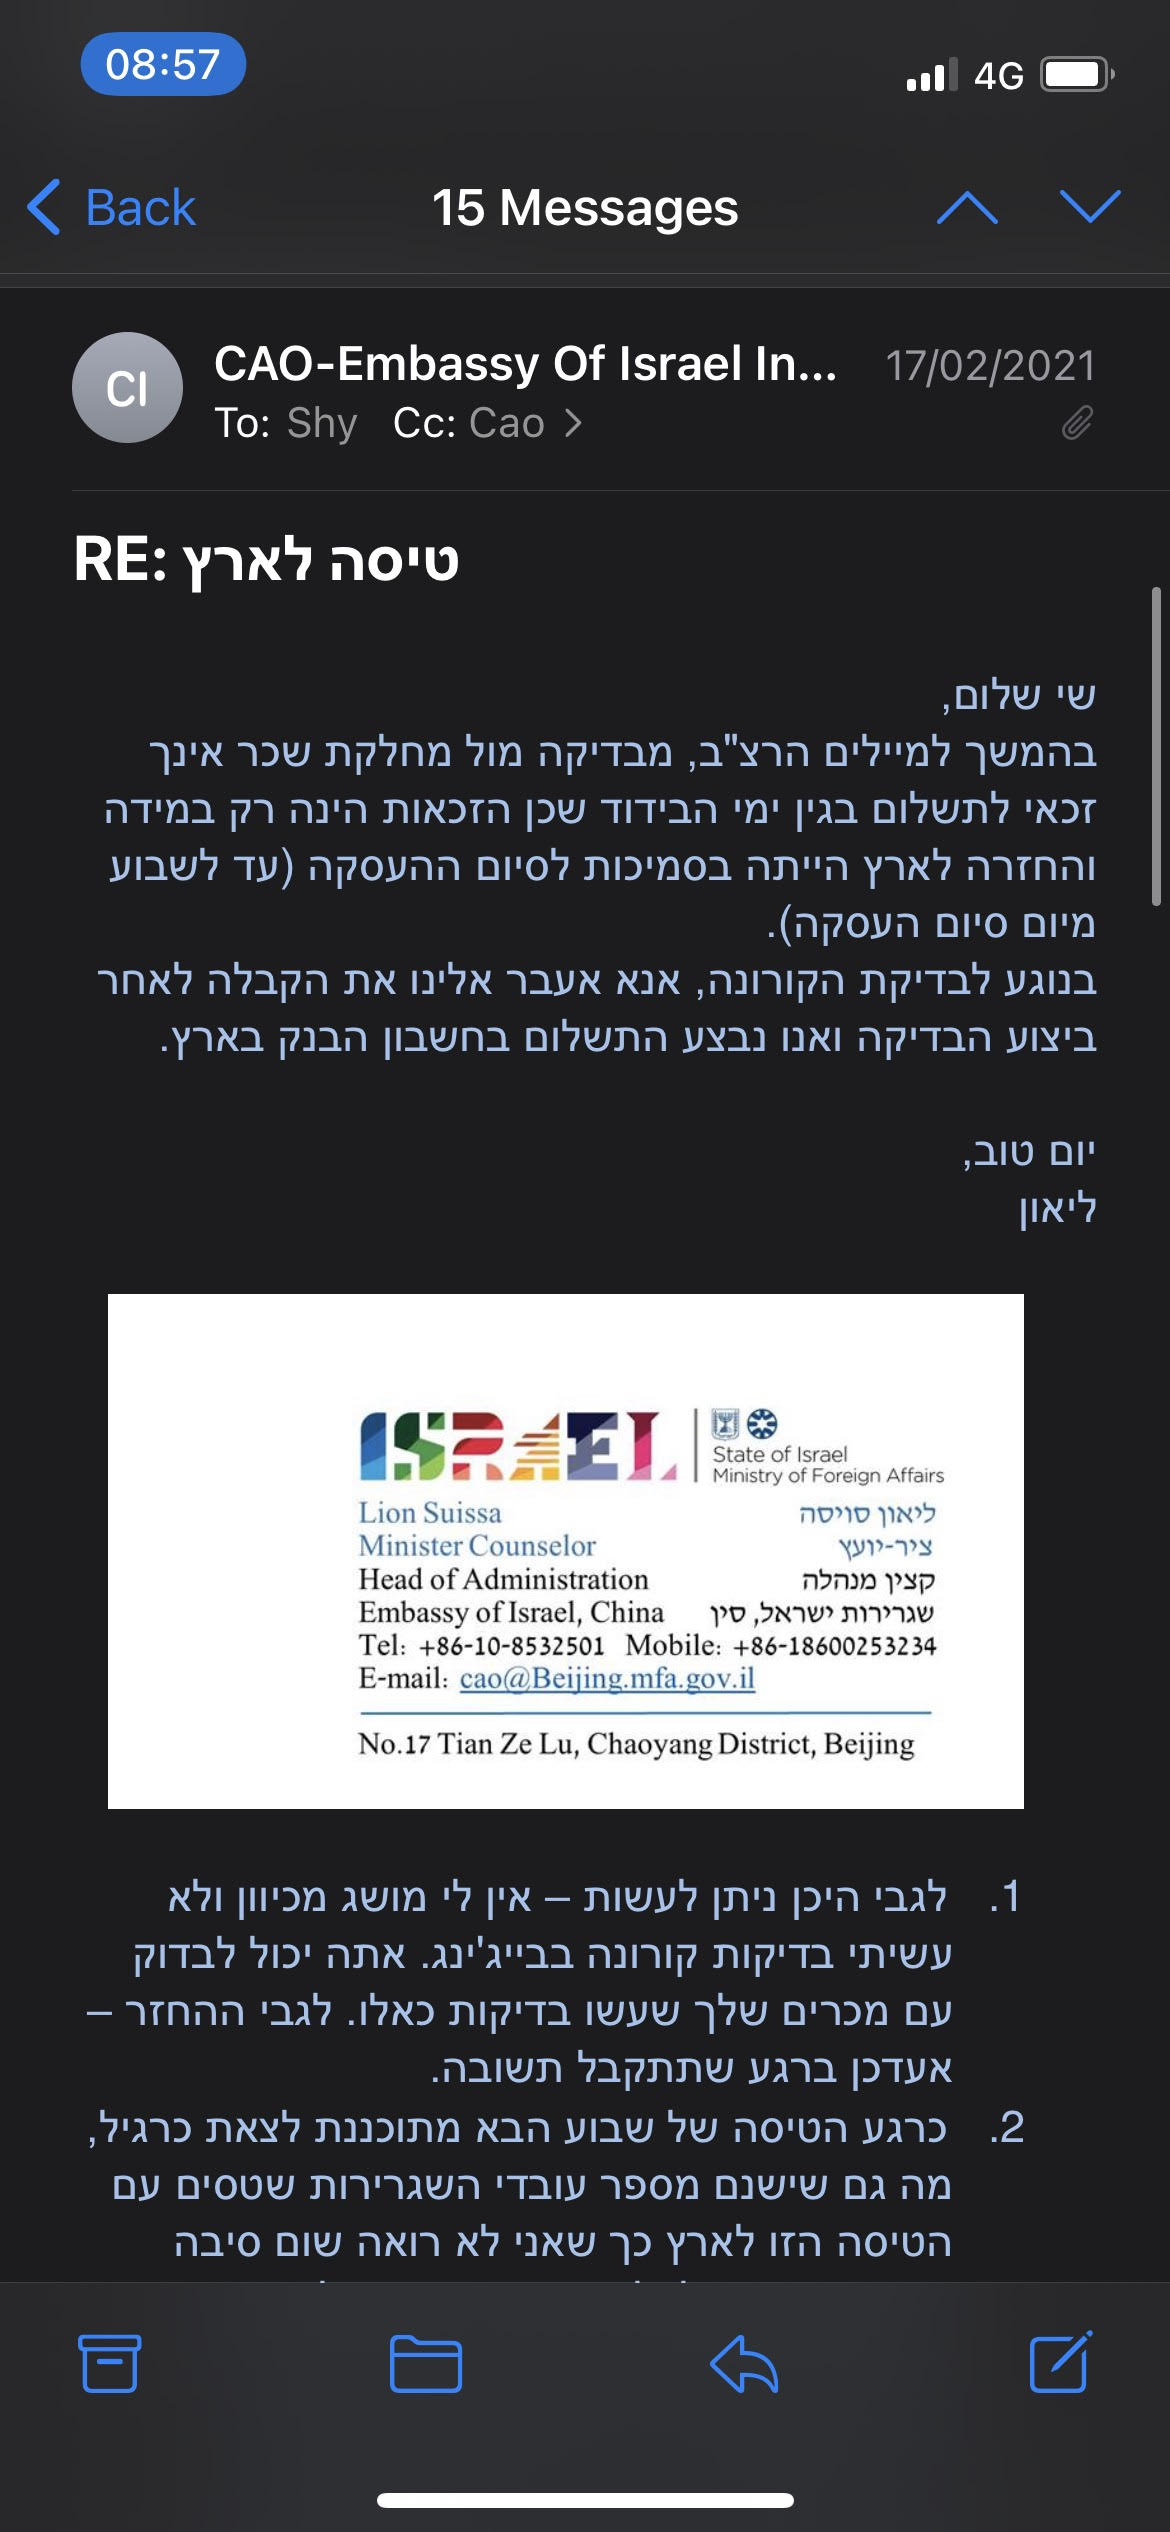 08:57
4G
Back
15 Messages
CI
CAO-Embassy Of Israel In...
17/02/2021
To: Shy Cc: Cao
RE: טיסה לארץ
שי שלום,
בהמשך למיילים הרצ"ב, מבדיקה מול מחלקת שכר אינך
זכאי לתשלום בגין ימי הבידוד שכן הזכאות הינה רק במידה
והחזרה לארץ הייתה בסמיכות לסיום ההעסקה (עד לשבוע
מיום סיום העסקה).
בנוגע לבדיקת הקורונה, אנא אעבר אלינו את הקבלה לאחר
ביצוע הבדיקה ואנו נבצע התשלום בחשבון הבנק בארץ.
יום טוב,
ליאון
ISRAEL
State of Israel
Ministry of Foreign Affairs
Lion Suissa ליאון סויסה
Minister Counselor ציר-יועץ
Head of Administration קצין מנהלה
Embassy of Israel, China שגרירות ישראל, סין
Tel: +86-10-8532501 Mobile: +86-18600253234
E-mail: cao@Beijing.mfa.gov.il
No.17 Tian Ze Lu, Chaoyang District, Beijing
1. לגבי היכן ניתן לעשות – אין לי מושג מכיוון ולא
עשיתי בדיקות קורונה בבייג'ינג. אתה יכול לבדוק
עם מכרים שלך שעשו בדיקות כאלו. לגבי ההחזר –
אעדכן ברגע שתתקבל תשובה.
2. כרגע הטיסה של שבוע הבא מתוכננת לצאת כרגיל,
מה גם שישנם מספר עובדי השגרירות שטסים עם
הטיסה הזו לארץ כך שאני לא רואה שום סיבה